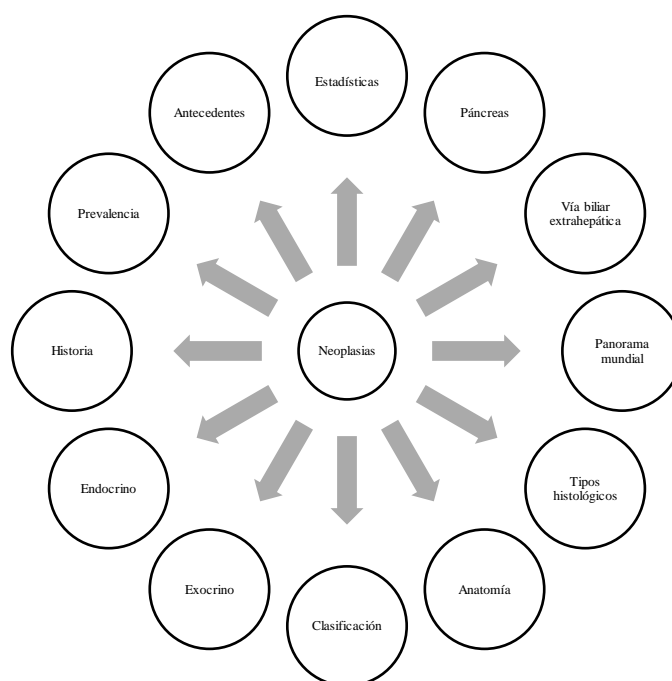 Estadísticas
Antecedentes
Páncreas
Prevalencia
Vía biliar
extrahepática
Historia
Neoplasias
Panorama
mundial
Endocrino
Tipos
histológicos
Exocrino
Anatomía
Clasificación